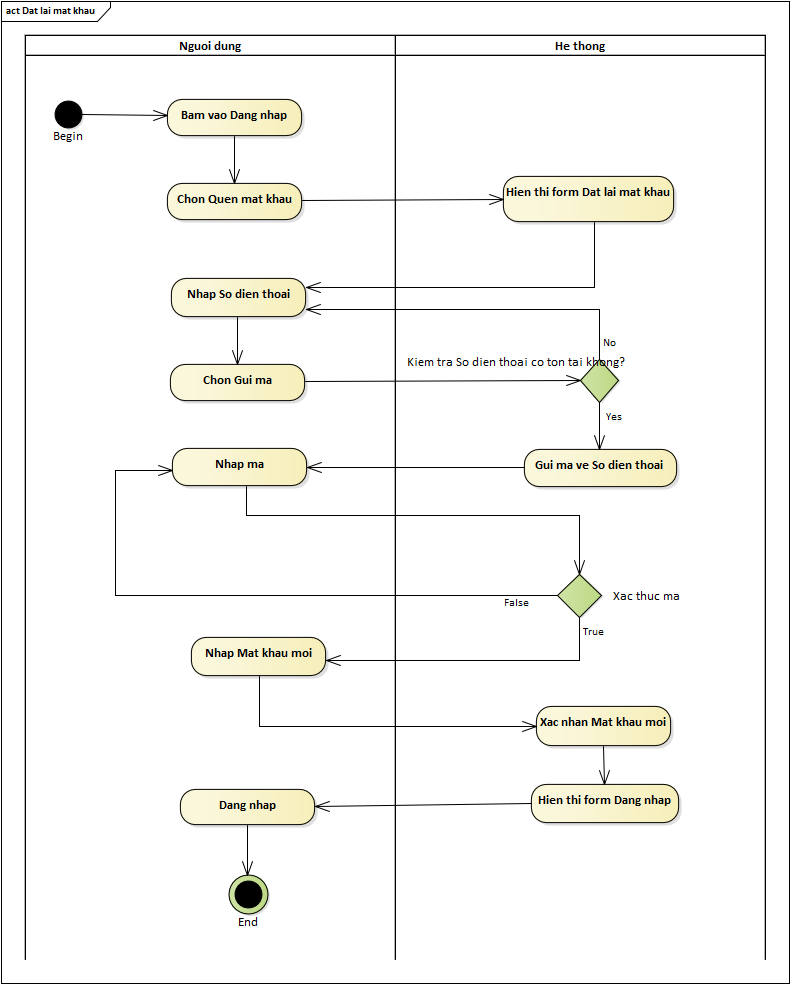 act Dat lai mat khau
Nguoi dung
He thong
Begin
Bam vao Dang nhap
Chon Quen mat khau
Hien thi form Dat lai mat khau
Nhap So dien thoai
No
Kiem tra So dien thoai co ton tai khong?
Chon Gui ma
Yes
Nhap ma
Gui ma ve So dien thoai
False
Xac thuc ma
True
Nhap Mat khau moi
Xac nhan Mat khau moi
Dang nhap
Hien thi form Dang nhap
End